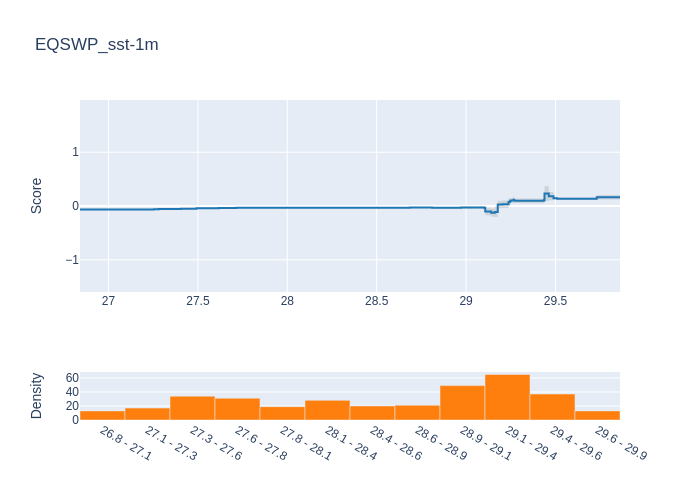 EQSWP_sst-1m
Score
1
0
−1
27
27.5
28
28.5
29
29.5
Density
60
40
20
0
26.8 - 27.1
27.1 - 27.3
27.3 - 27.6
27.6 - 27.8
27.8 - 28.1
28.1 - 28.4
28.4 - 28.6
28.6 - 28.9
28.9 - 29.1
29.1 - 29.4
29.4 - 29.6
29.6 - 29.9